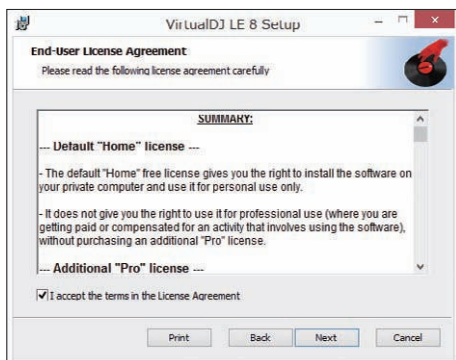 VirtualDJ LE 8 Setup
End-User License Agreement
Please read the following license agreement carefully
SUMMARY:
--- Default "Home" license ---
- The default "Home" free license gives you the right to install the software on
your private computer and use it for personal use only.
- It does not give you the right to use it for professional use (where you are
getting paid or compensated for an activity that involves using the software),
without purchasing an additional "Pro" license.
--- Additional "Pro" license ---
I accept the terms in the License Agreement
Print Back Next Cancel